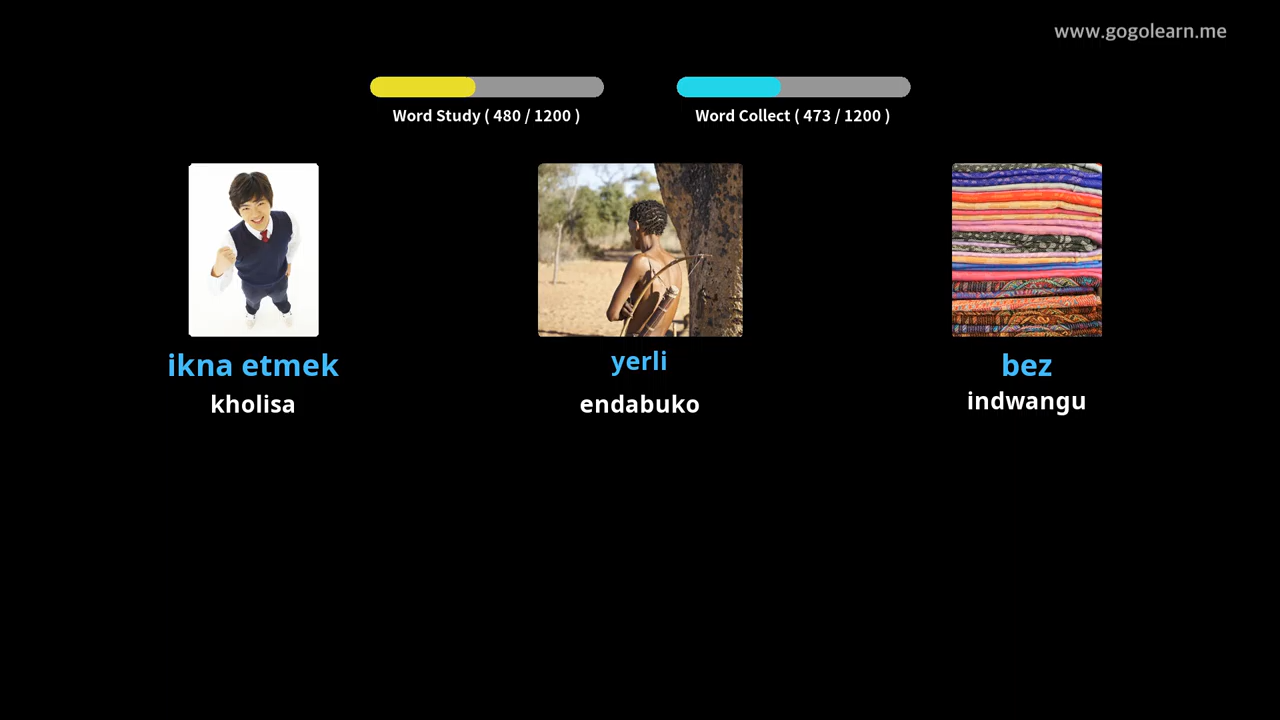 www.gogolearn.me
Word Study ( 480 / 1200 )
Word Collect ( 473 / 1200 )
ikna etmek
kholisa
yerli
endabuko
bez
indwangu